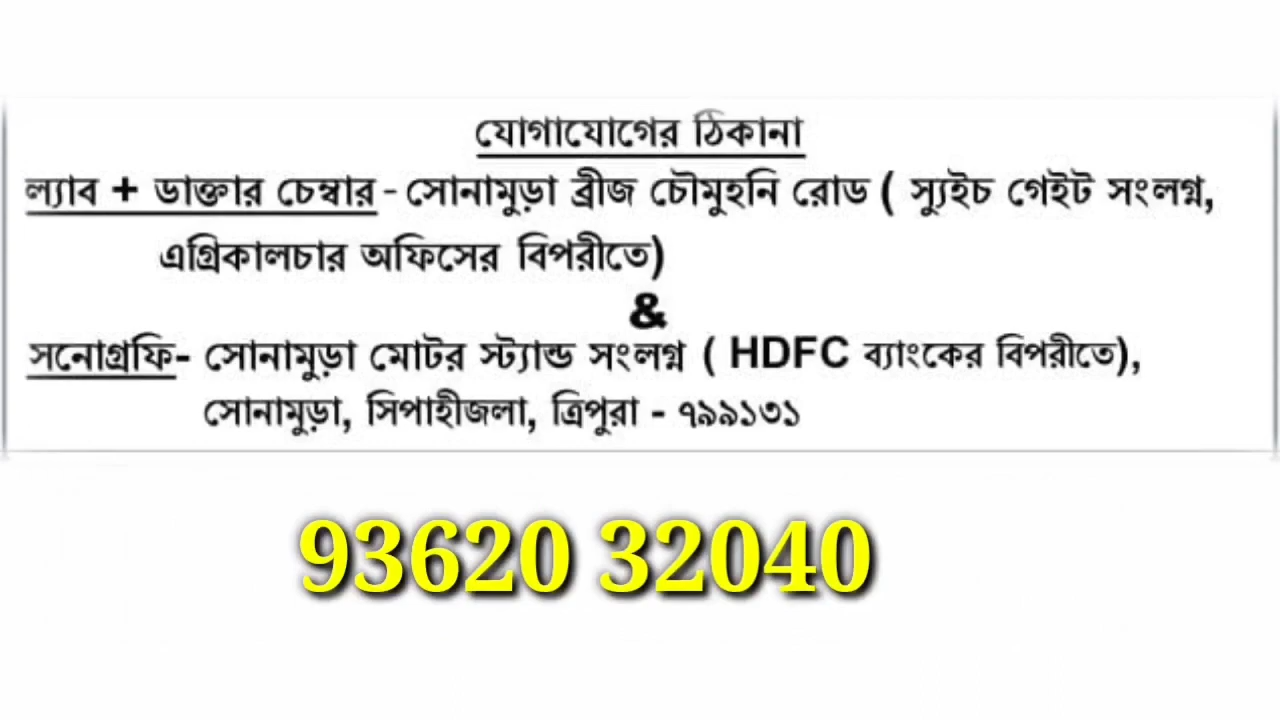 যোগাযোগের ঠিকানা
ল্যাব + ডাক্তার চেম্বার - সোনামুড়া ব্রীজ চৌমুহনি রোড ( স্যুইচ গেইট সংলগ্ন,
এগ্রিকালচার অফিসের বিপরীতে)
&
সনোগ্রফি- সোনামুড়া মোটর স্ট্যান্ড সংলগ্ন ( HDFC ব্যাংকের বিপরীতে),
সোনামুড়া, সিপাহীজলা, ত্রিপুরা - ৭৯৯১৩১
93620 32040